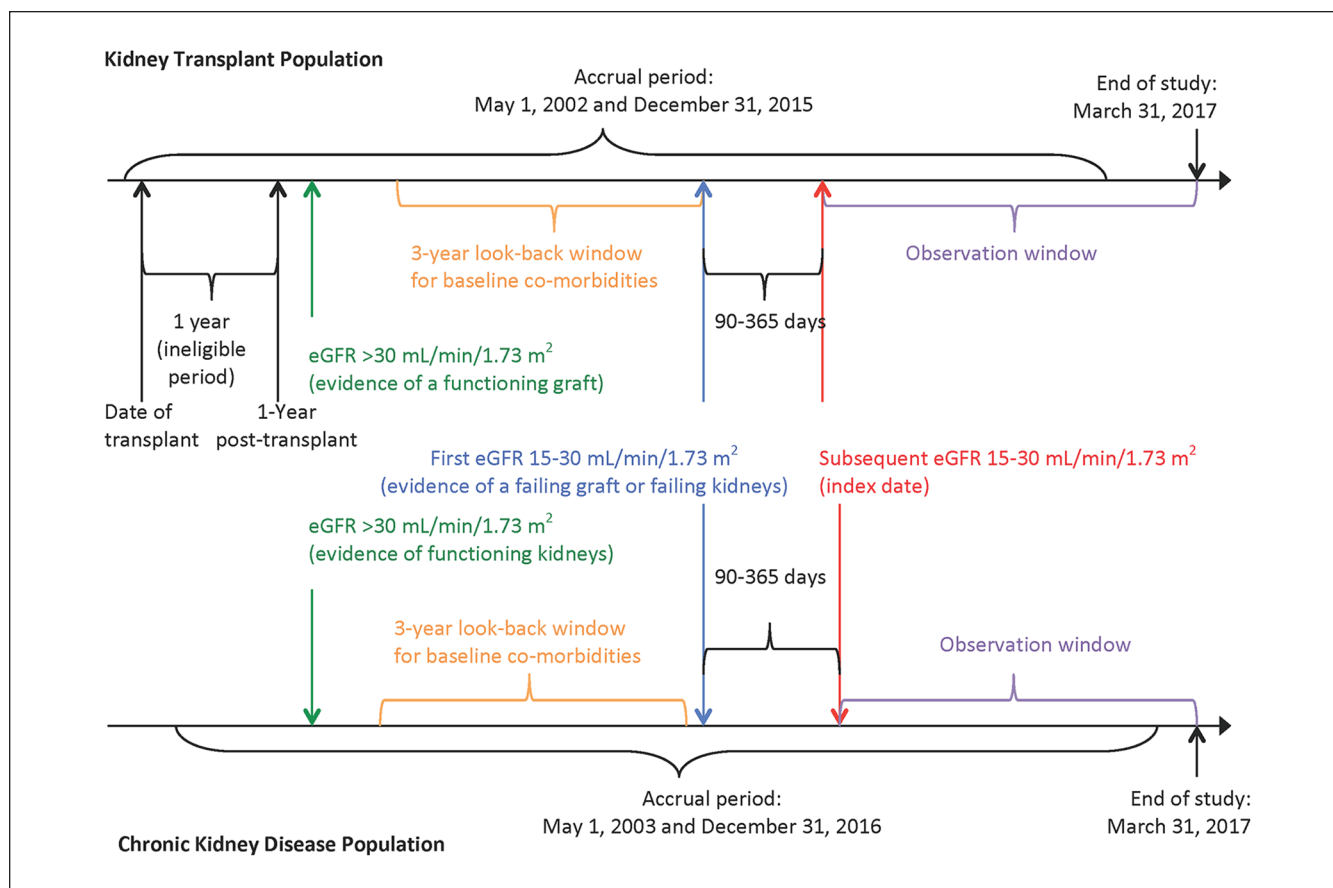 Kidney Transplant Population
Accrual period:
May 1, 2002 and December 31, 2015
End of study:
March 31, 2017
3-year look-back window
for baseline co-morbidities
Observation window
1 year
(ineligible
period)
90-365 days
eGFR >30 mL/min/1.73 m²
(evidence of a functioning graft)
Date of
transplant
1-Year
post-transplant
First eGFR 15-30 mL/min/1.73 m²
(evidence of a failing graft or failing kidneys)
Subsequent eGFR 15-30 mL/min/1.73 m²
(index date)
eGFR >30 mL/min/1.73 m²
(evidence of functioning kidneys)
90-365 days
3-year look-back window
for baseline co-morbidities
Observation window
Accrual period:
May 1, 2003 and December 31, 2016
End of study:
March 31, 2017
Chronic Kidney Disease Population